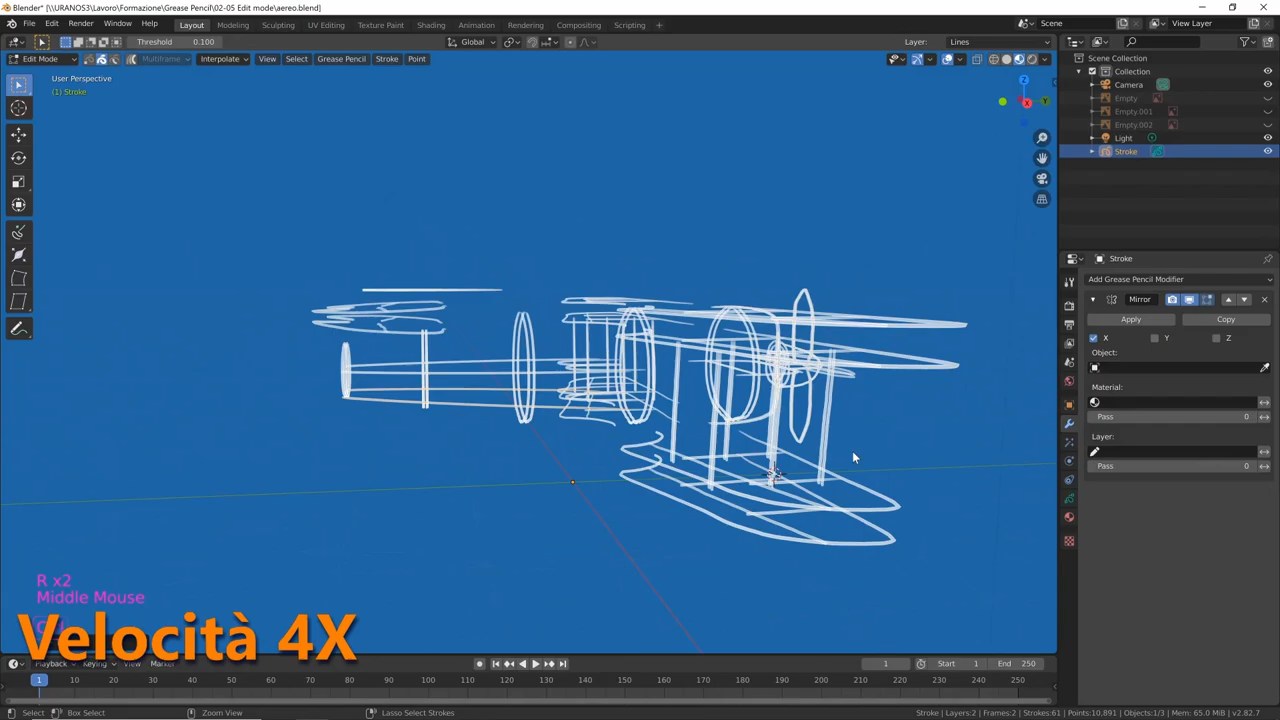 Blender* [\\URANOS3\Lavoro\Formazione\Grease Pencil\02-05 Edit mode\aereo.blend]
File Edit Render Window Help Layout Modeling Sculpting UV Editing Texture Paint Shading Animation Rendering Compositing Scripting Scene View Layer
Threshold 0.100 Global Layer: Lines
Edit Mode Multiframe Interpolate View Select Grease Pencil Stroke Point
User Perspective
(1) Stroke
Scene Collection
Collection
Camera
Empty
Empty.001
Empty.002
Light
Stroke
Z
Y
X
Stroke
Add Grease Pencil Modifier
Mirror
Apply Copy
X Y Z
Object:
Material:
Pass 0
Layer:
Pass 0
R x2
Middle Mouse
Velocità 4X
Playback Keying View Marker 1 Start 1 End 250
1 10 20 30 40 50 60 70 80 90 100 110 120 130 140 150 160 170 180 190 200 210 220 230 240 250
Select Box Select Zoom View Lasso Select Strokes Stroke | Layers:2 | Frames:2 | Strokes:61 | Points:10,891 | Objects:1/3 | Mem: 65.0 MiB | v2.82.7